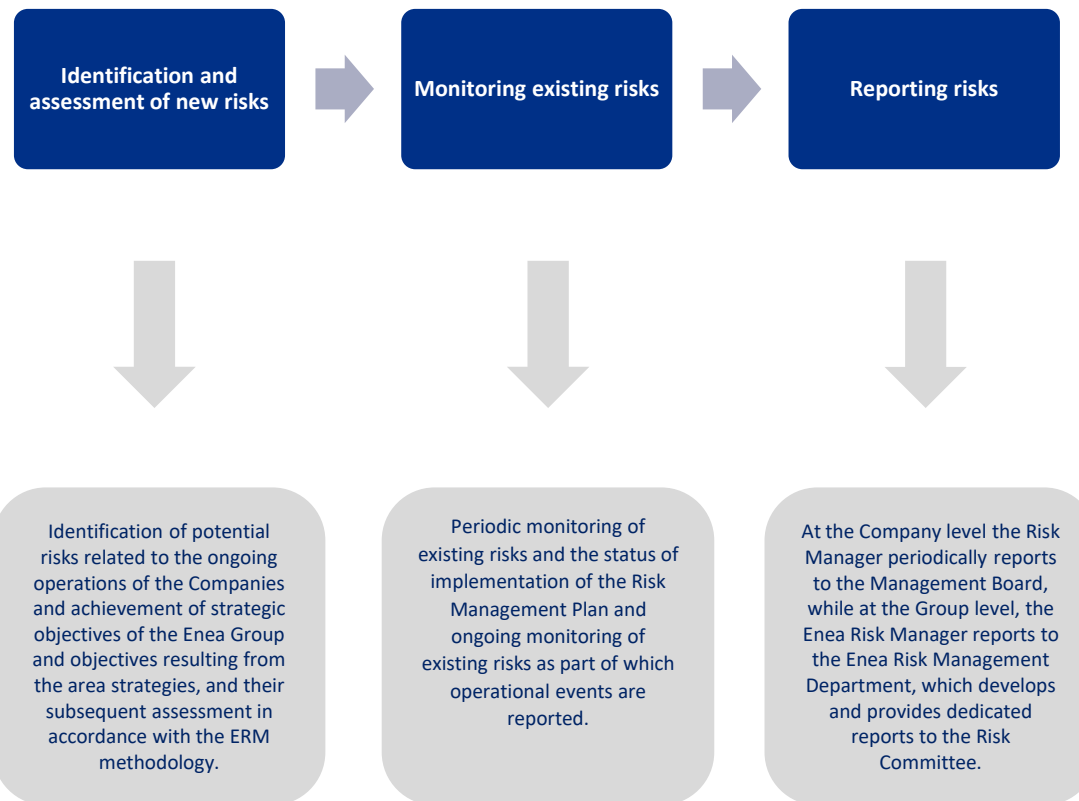 Identification and
assessment of new risks
Monitoring existing risks
Reporting risks
Identification of potential
risks related to the ongoing
operations of the Companies
and achievement of strategic
objectives of the Enea Group
and objectives resulting from
the area strategies, and their
subsequent assessment in
accordance with the ERM
methodology.
Periodic monitoring of
existing risks and the status of
implementation of the Risk
Management Plan and
ongoing monitoring of
existing risks as part of which
operational events are
reported.
At the Company level the Risk
Manager periodically reports
to the Management Board,
while at the Group level, the
Enea Risk Manager reports to
the Enea Risk Management
Department, which develops
and provides dedicated
reports to the Risk
Committee.